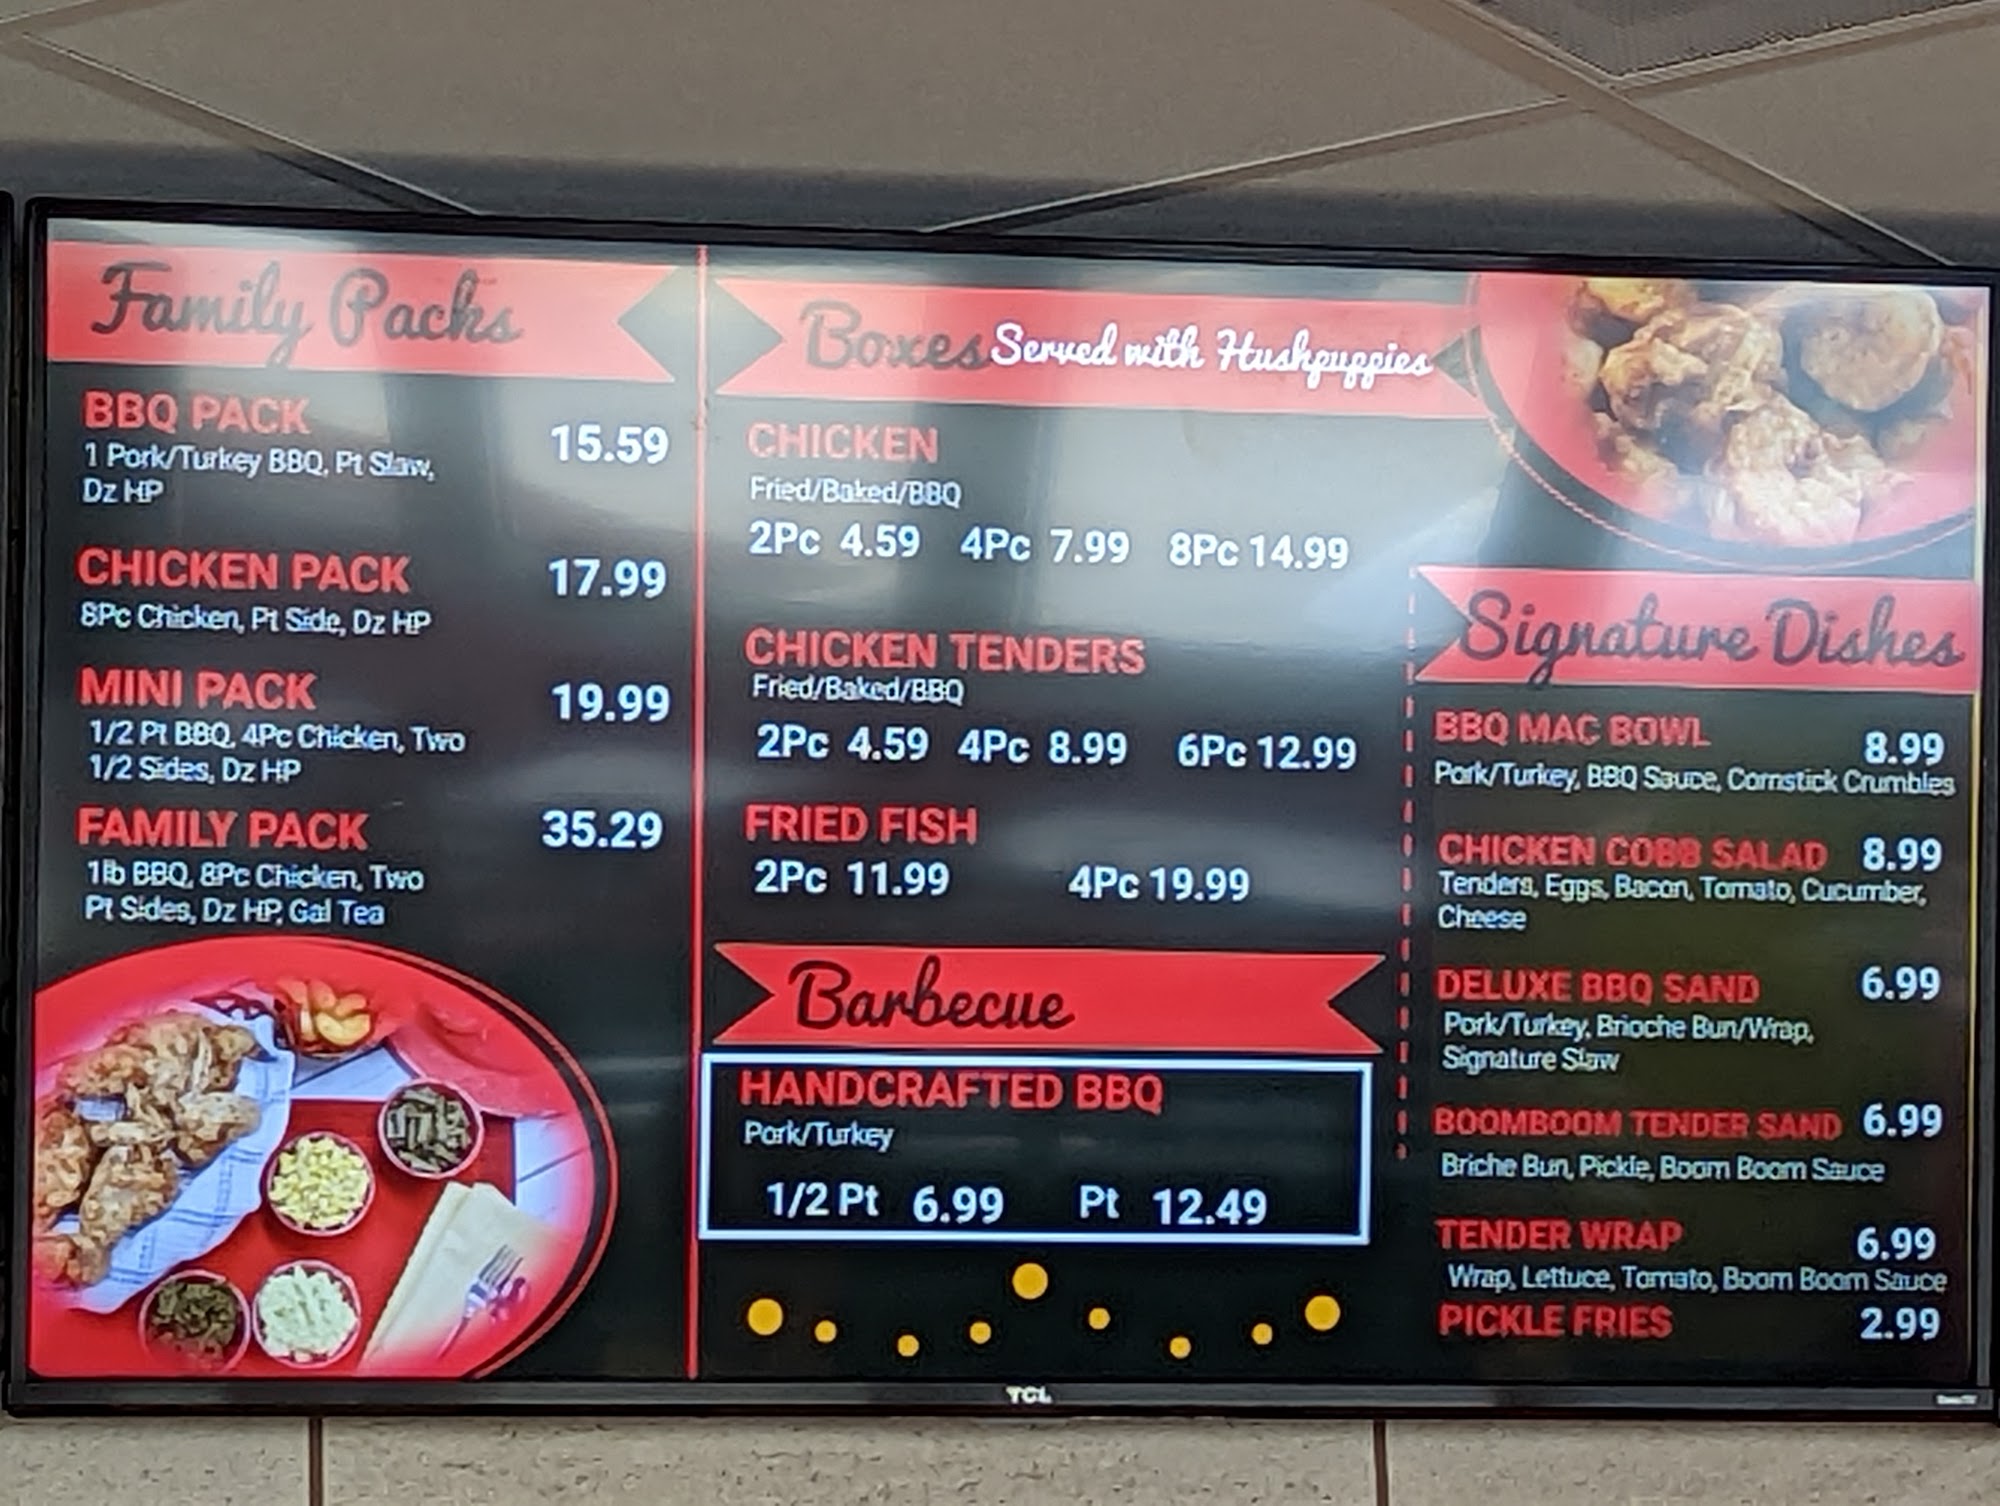 Family Packs
BBQ PACK
15.59
1 Pork/Turkey BBQ, Pt Slaw,
Dz HP
CHICKEN PACK
17.99
8Pc Chicken, Pt Side, Dz HP
MINI PACK
19.99
1/2 Pt BBQ, 4Pc Chicken, Two
1/2 Sides, Dz HP
FAMILY PACK
35.29
1lb BBQ, 8Pc Chicken, Two
Pt Sides, Dz HP, Gal Tea
Boxes Served with Hushpuppies
CHICKEN
Fried/Baked/BBQ
2Pc 4.59 4Pc 7.99 8Pc 14.99
CHICKEN TENDERS
Fried/Baked/BBQ
2Pc 4.59 4Pc 8.99 6Pc 12.99
FRIED FISH
2Pc 11.99 4Pc 19.99
Barbecue
HANDCRAFTED BBQ
Pork/Turkey
1/2 Pt 6.99 Pt 12.49
Signature Dishes
BBQ MAC BOWL
8.99
Pork/Turkey, BBQ Sauce, Cornstick Crumbles
CHICKEN COBB SALAD 8.99
Tenders, Eggs, Bacon, Tomato, Cucumber,
Cheese
DELUXE BBQ SAND 6.99
Pork/Turkey, Brioche Bun/Wrap,
Signature Slaw
BOOMBOOM TENDER SAND 6.99
Briche Bun, Pickle, Boom Boom Sauce
TENDER WRAP 6.99
Wrap, Lettuce, Tomato, Boom Boom Sauce
PICKLE FRIES 2.99
TCL